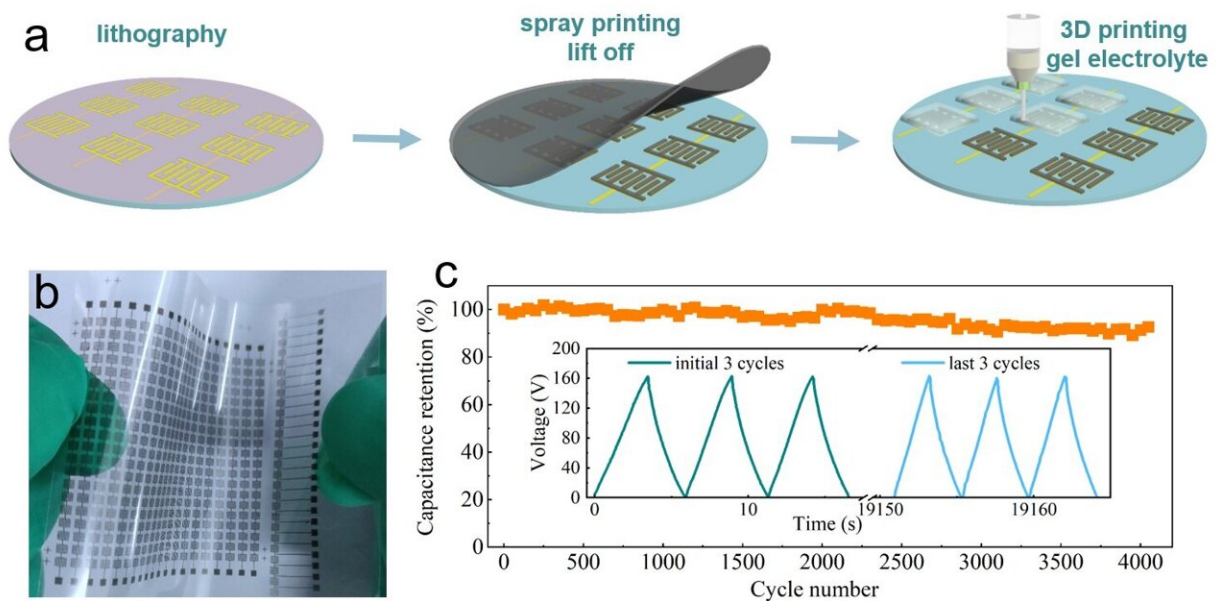 a
lithography
spray printing
lift off
3D printing
gel electrolyte
b
c
Capacitance retention (%)
100
80
60
40
20
0
0
500
1000
1500
2000
2500
3000
3500
4000
Cycle number
Voltage (V)
200
160
120
80
40
0
initial 3 cycles
last 3 cycles
0
10
19150
19160
Time (s)